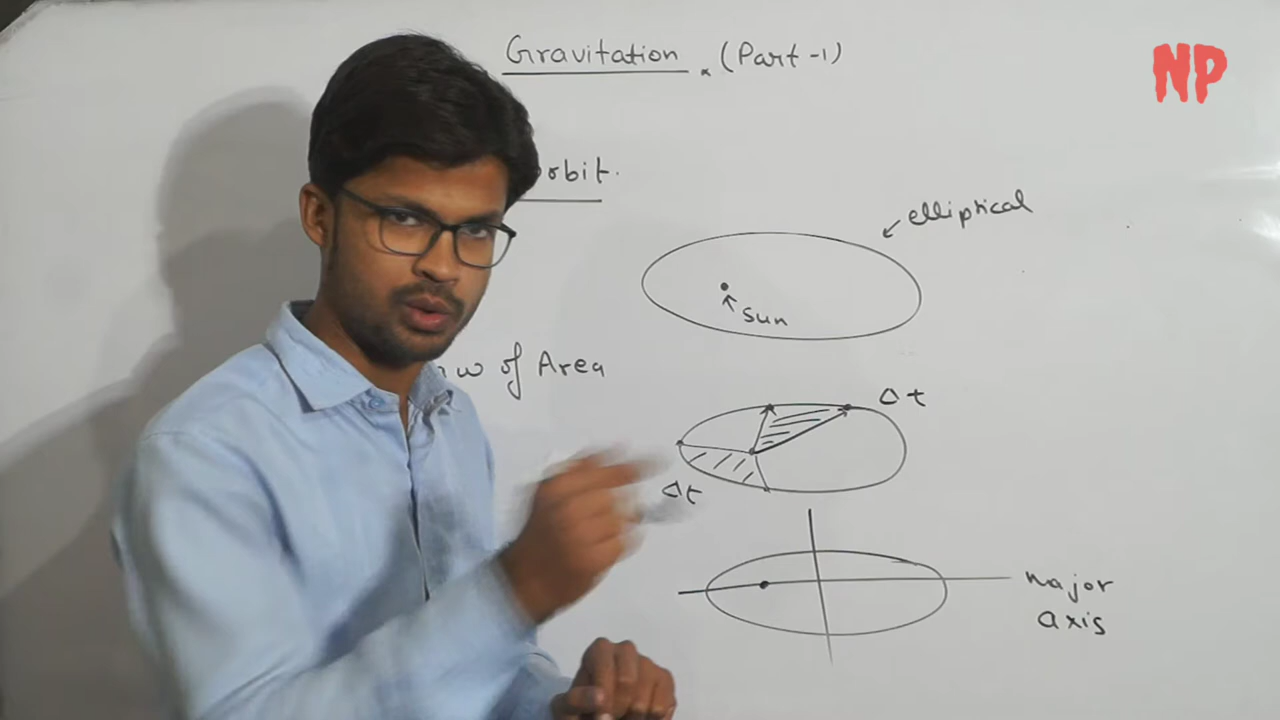 Gravitation . (Part -1)
NP
orbit.
elliptical
Sun
of Area
Δt
Δt
major
axis